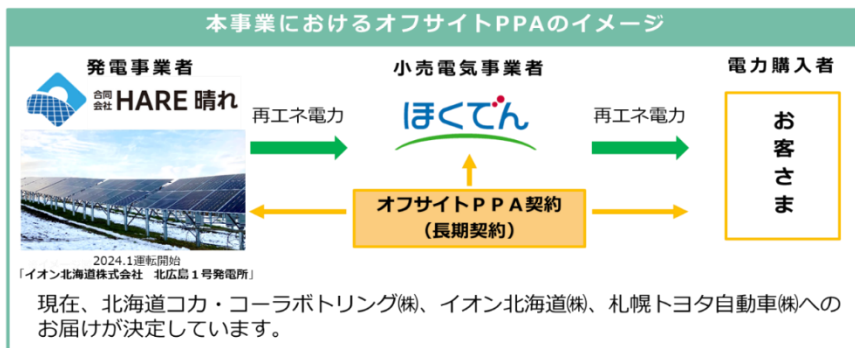 本事業におけるオフサイトPPAのイメージ
発電事業者
合同会社 HARE 晴れ
2024.1運転開始
「イオン北海道株式会社 北広島１号発電所」
再エネ電力
小売電気事業者
ほくでん
オフサイトＰＰＡ契約
（長期契約）
再エネ電力
電力購入者
お客さま
現在、北海道コカ・コーラボトリング㈱、イオン北海道㈱、札幌トヨタ自動車㈱への
お届けが決定しています。